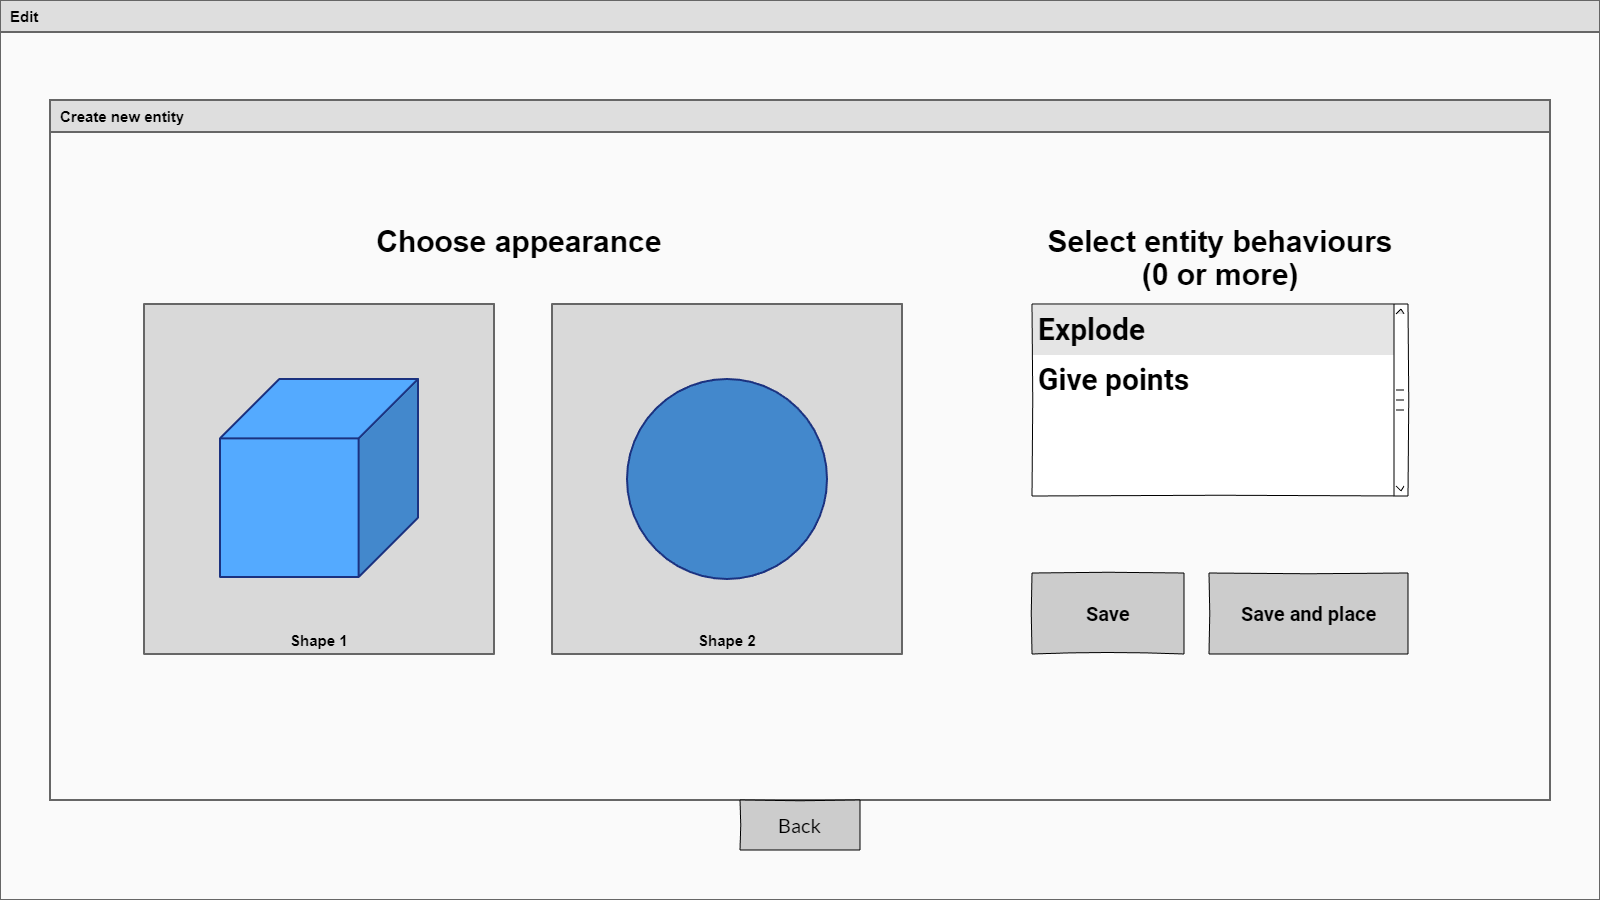 Edit
Create new entity
Choose appearance
Shape 1
Shape 2
Select entity behaviours
(0 or more)
Explode
Give points
Save
Save and place
Back